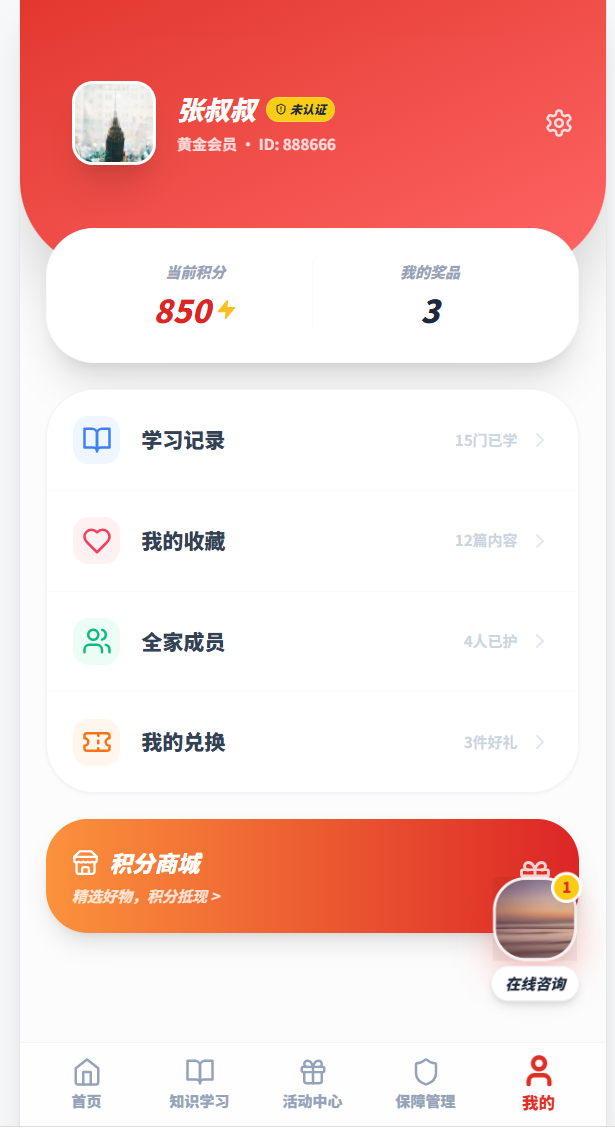 张叔叔 未认证
黄金会员 • ID: 888666
当前积分 我的奖品
850 3
学习记录 15门已学
我的收藏 12篇内容
全家成员 4人已护
我的兑换 3件好礼
积分商城
精选好物，积分抵现 >
1
在线咨询
首页 知识学习 活动中心 保障管理 我的